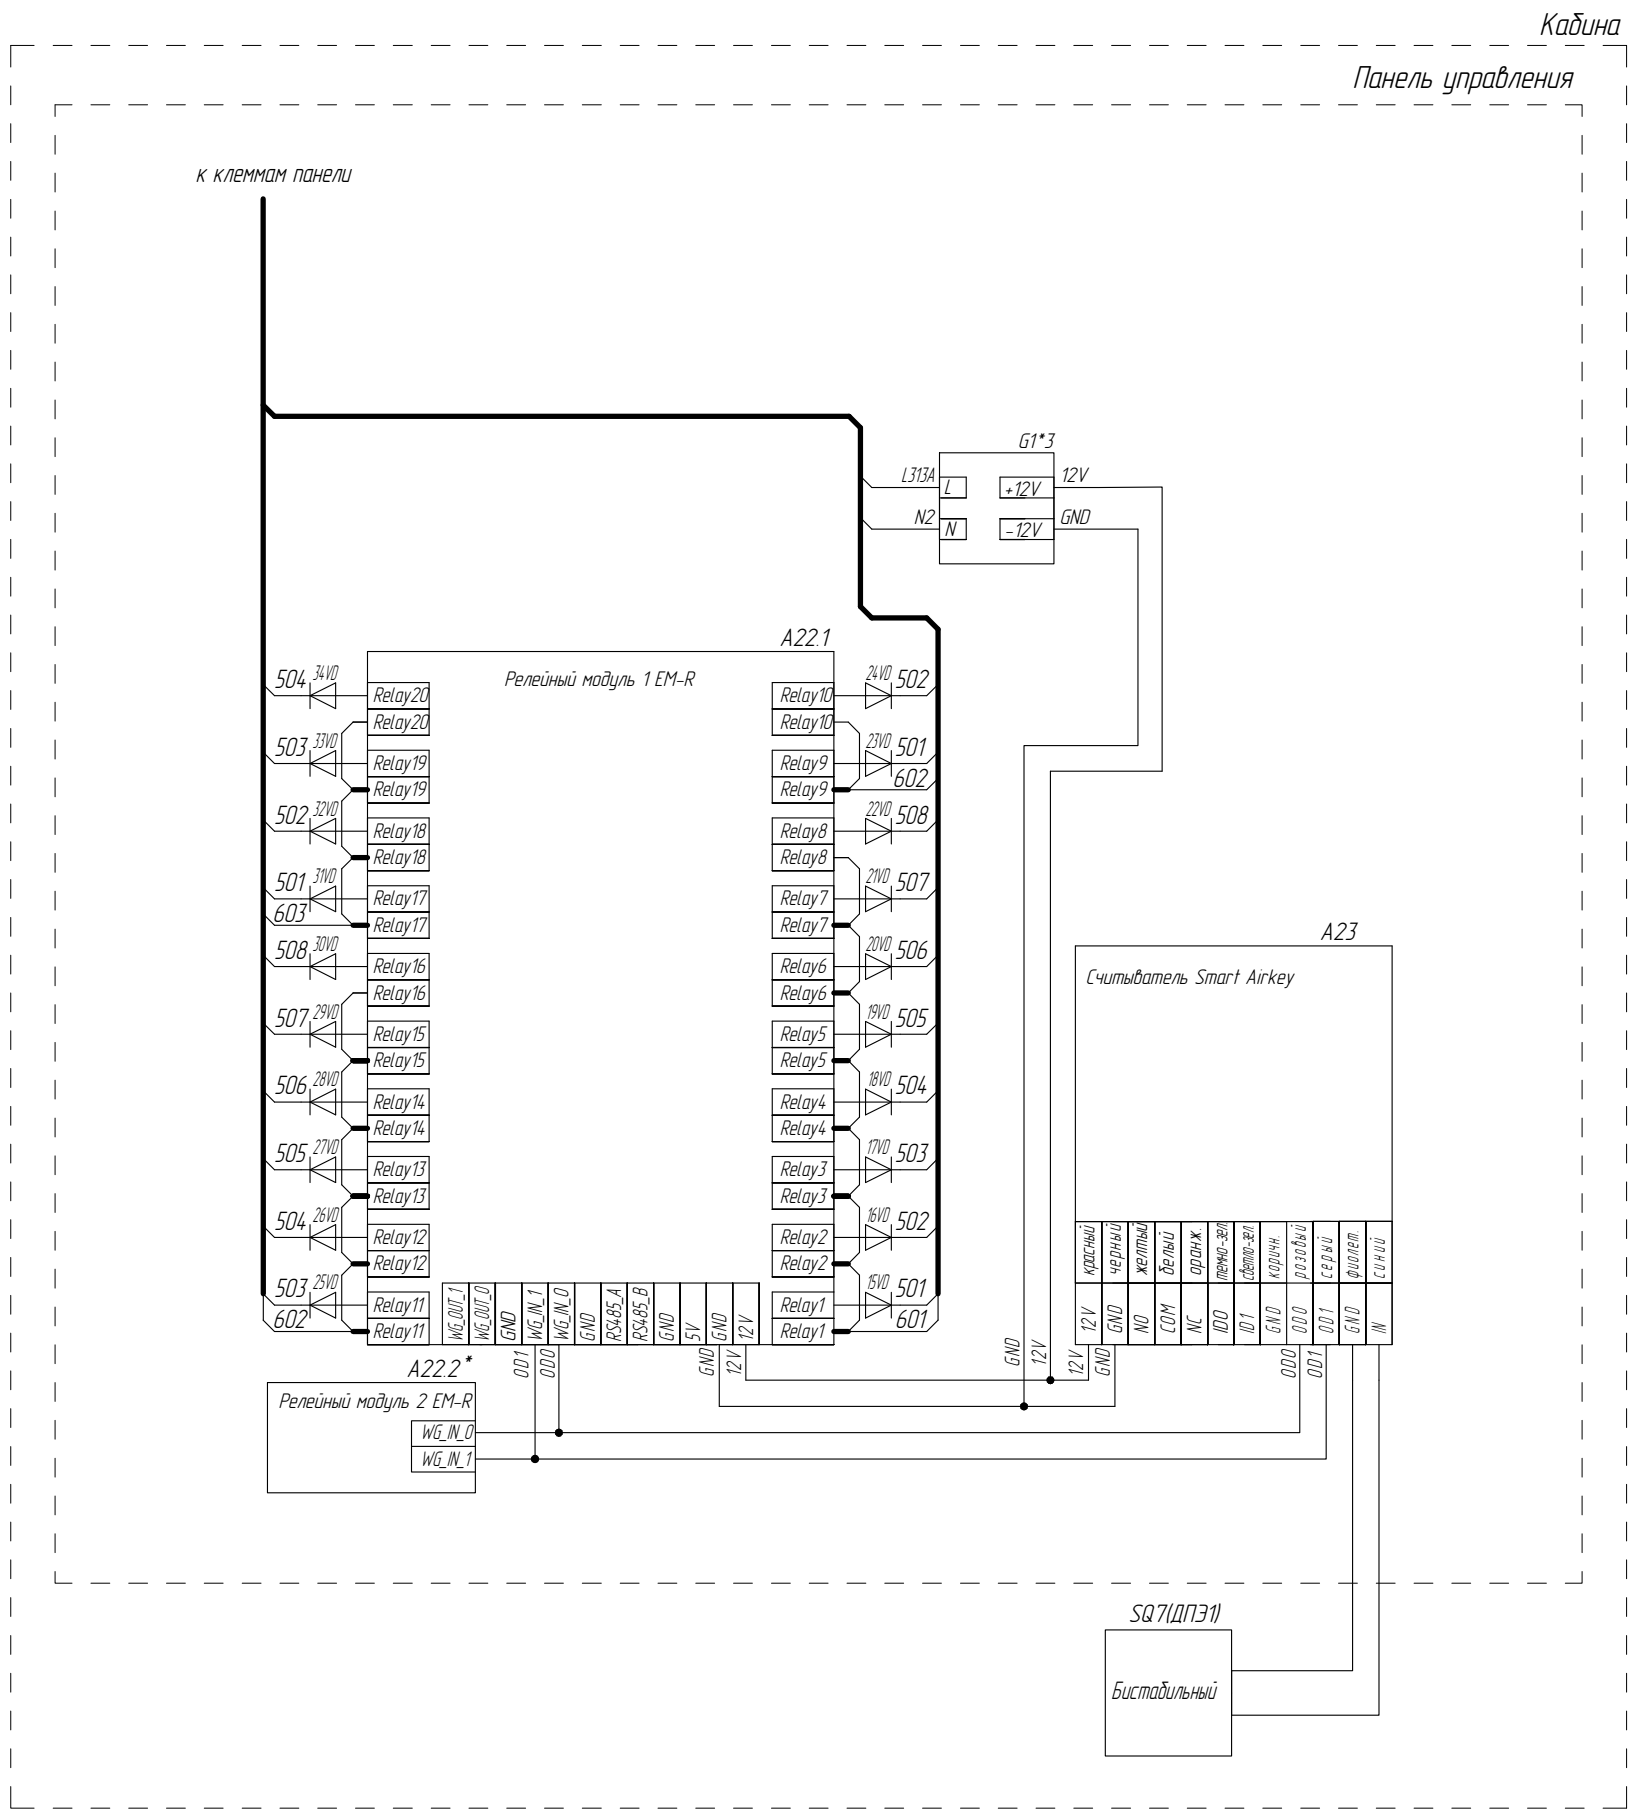 Кабина
Панель управления
к клеммам панели
G1*3
L313A
L
+12V
12V
N2
N
-12V
GND
A22.1
Релейный модуль 1 EM-R
504 34VD Relay20
Relay20
503 33VD Relay19
Relay19
502 32VD Relay18
Relay18
501 31VD Relay17
603 Relay17
508 30VD Relay16
Relay16
507 29VD Relay15
Relay15
506 28VD Relay14
Relay14
505 27VD Relay13
Relay13
504 26VD Relay12
Relay12
503 25VD Relay11
602 Relay11
Relay10 24VD 502
Relay10
Relay9 23VD 501
Relay9 602
Relay8 22VD 508
Relay8
Relay7 21VD 507
Relay7
Relay6 20VD 506
Relay6
Relay5 19VD 505
Relay5
Relay4 18VD 504
Relay4
Relay3 17VD 503
Relay3
Relay2 16VD 502
Relay2
Relay1 15VD 501
Relay1 601
WG_OUT_1
WG_OUT_0
GND
WG_IN_1
WG_IN_0
GND
RS485_A
RS485_B
GND
5V
GND
12V
OD1
OD0
GND
12V
GND
12V
A23
Считыватель Smart Airkey
красный
черный
желтый
белый
оранж.
темно-зел.
светло-зел.
коричн.
розовый
серый
фиолет.
синий
12V
GND
NO
COM
NC
ID0
ID1
GND
OD0
OD1
GND
IN
12V
GND
OD0
OD1
A22.2*
Релейный модуль 2 EM-R
WG_IN_0
WG_IN_1
SQ7(ДПЭ1)
Бистабильный